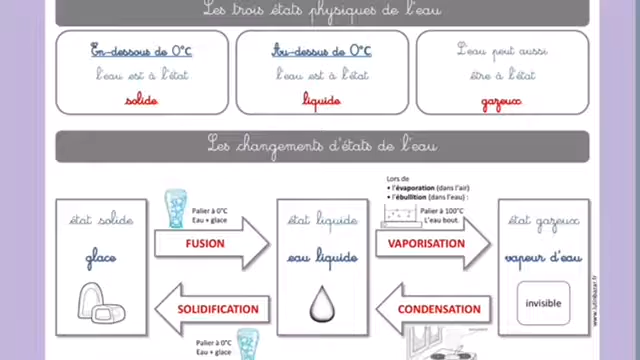 Les trois états physiques de l'eau
En-dessous de 0°C
l'eau est à l'état
solide
Au-dessus de 0°C
l'eau est à l'état
liquide
L'eau peut aussi
être à l'état
gazeux
Les changements d'états de l'eau
état solide
glace
Palier à 0°C
Eau + glace
FUSION
SOLIDIFICATION
Palier à 0°C
Eau + glace
état liquide
eau liquide
Lors de
• l'évaporation (dans l'air)
• l'ébullition (dans l'eau) :
Palier à 100°C
L'eau bout.
VAPORISATION
CONDENSATION
état gazeux
vapeur d'eau
invisible
www.lutinbazar.fr